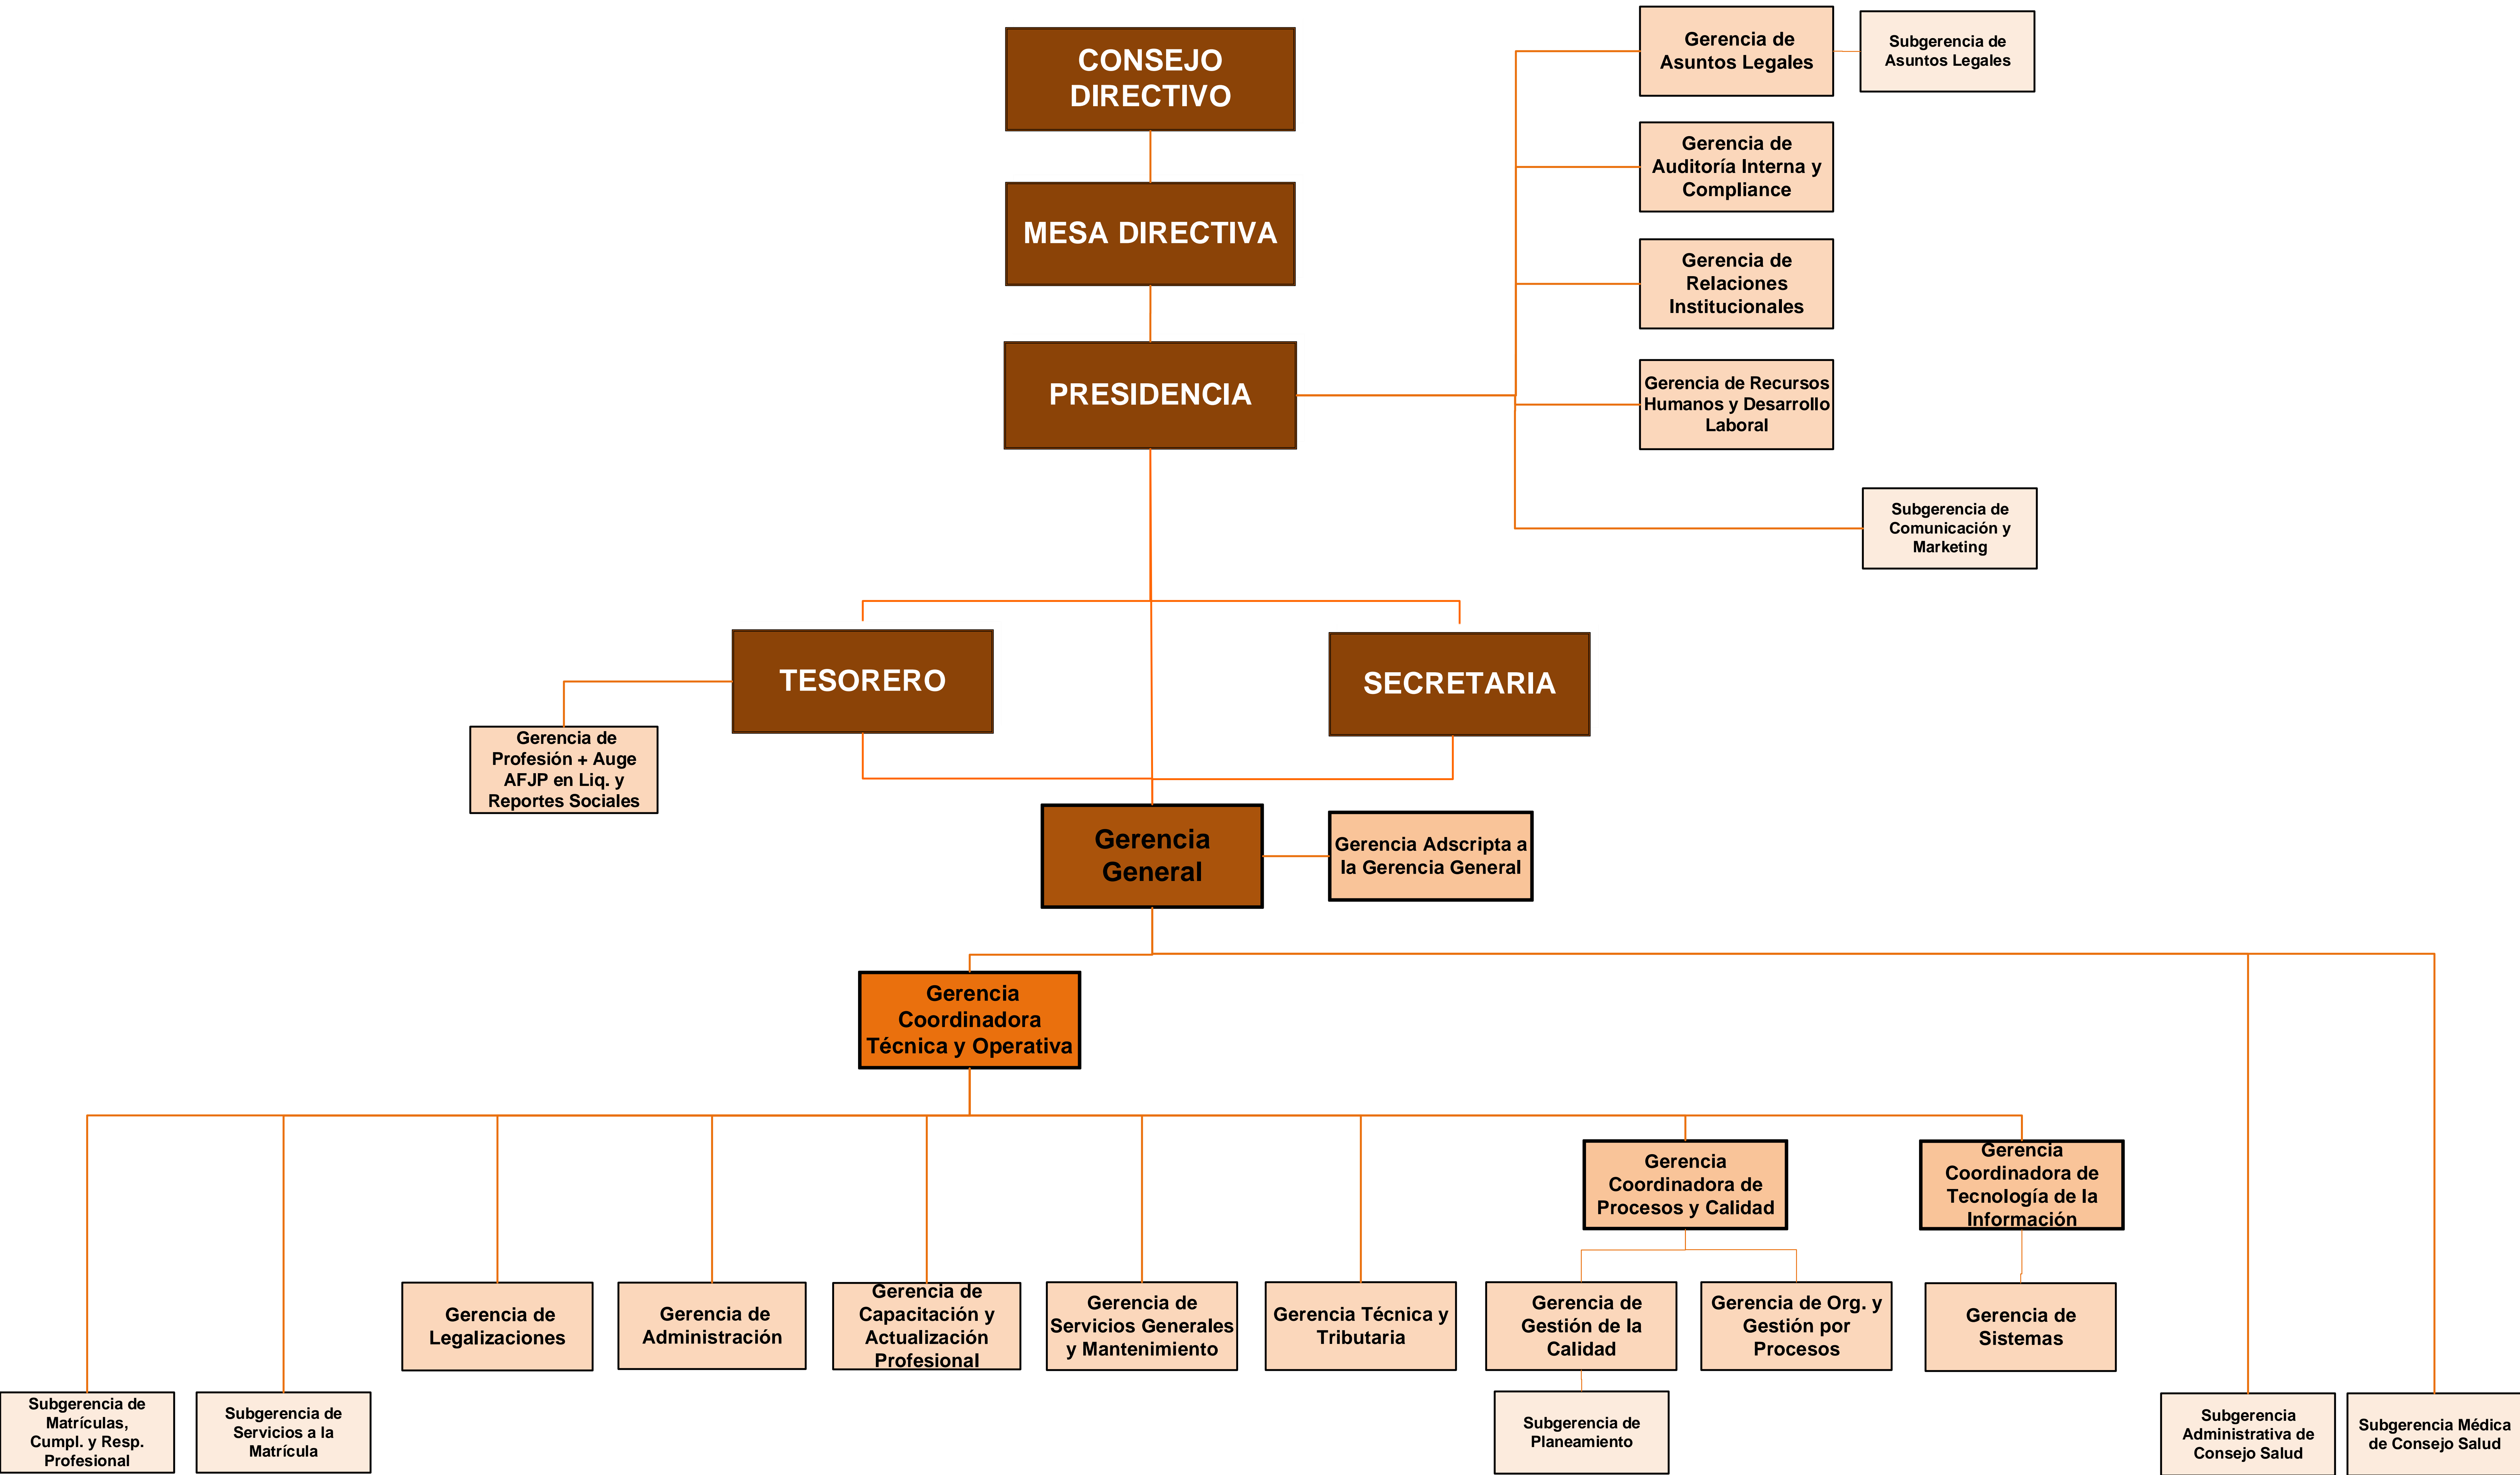 CONSEJO
DIRECTIVO
MESA DIRECTIVA
PRESIDENCIA
Gerencia de
Asuntos Legales
Subgerencia de
Asuntos Legales
Gerencia de
Auditoría Interna y
Compliance
Gerencia de
Relaciones
Institucionales
Gerencia de Recursos
Humanos y Desarrollo
Laboral
Subgerencia de
Comunicación y
Marketing
TESORERO
SECRETARIA
Gerencia de
Profesión + Auge
AFJP en Liq. y
Reportes Sociales
Gerencia
General
Gerencia Adscripta a
la Gerencia General
Gerencia
Coordinadora
Técnica y Operativa
Gerencia
Coordinadora de
Procesos y Calidad
Gerencia
Coordinadora de
Tecnología de la
Información
Gerencia de
Legalizaciones
Gerencia de
Administración
Gerencia de
Capacitación y
Actualización
Profesional
Gerencia de
Servicios Generales
y Mantenimiento
Gerencia Técnica y
Tributaria
Gerencia de
Gestión de la
Calidad
Gerencia de Org. y
Gestión por
Procesos
Gerencia de
Sistemas
Subgerencia de
Matrículas,
Cumpl. y Resp.
Profesional
Subgerencia de
Servicios a la
Matrícula
Subgerencia de
Planeamiento
Subgerencia
Administrativa de
Consejo Salud
Subgerencia Médica
de Consejo Salud